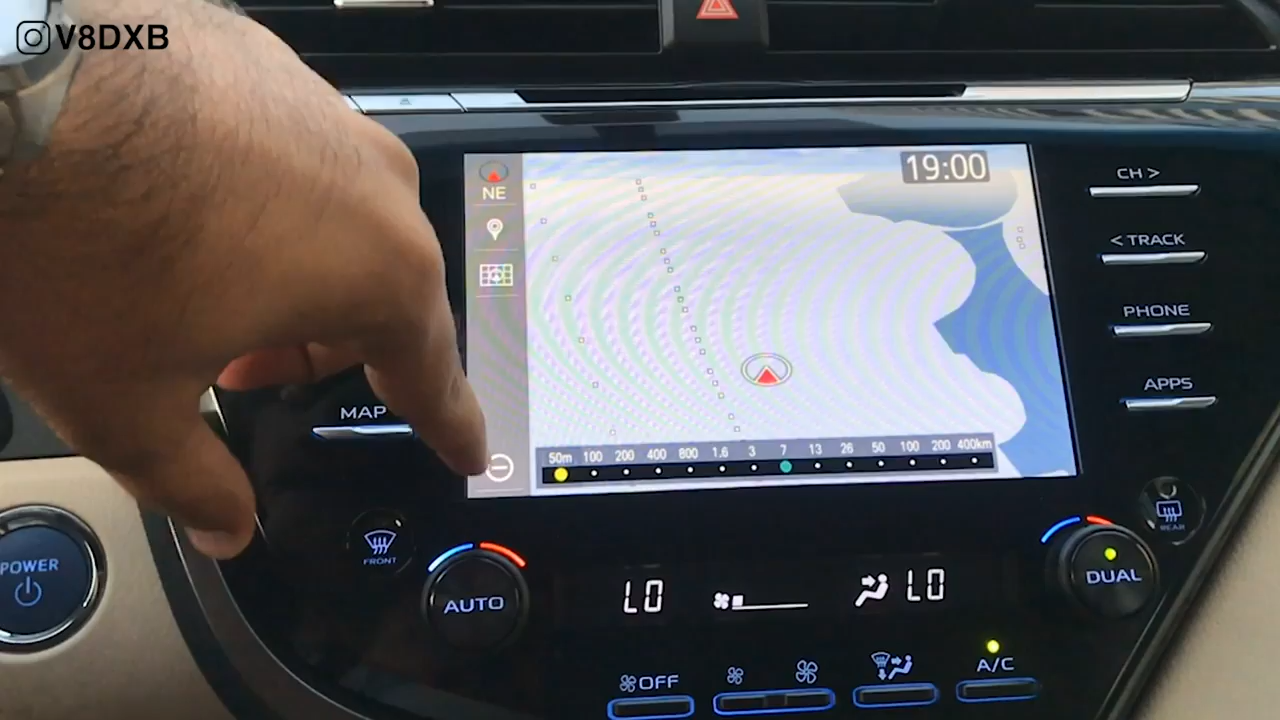 V8DXB
19:00
NE
CH >
< TRACK
PHONE
APPS
MAP
50m 100 200 400 800 1.6 3 7 13 26 50 100 200 400km
POWER
FRONT
REAR
AUTO
LO
LO
DUAL
OFF
A/C